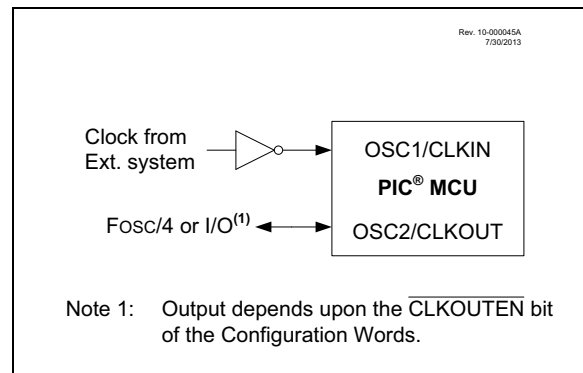 Rev. 10-000045A
7/30/2013
Clock from
Ext. system
OSC1/CLKIN
PIC® MCU
FOSC/4 or I/O(1)
OSC2/CLKOUT
Note 1: Output depends upon the CLKOUTEN bit
of the Configuration Words.